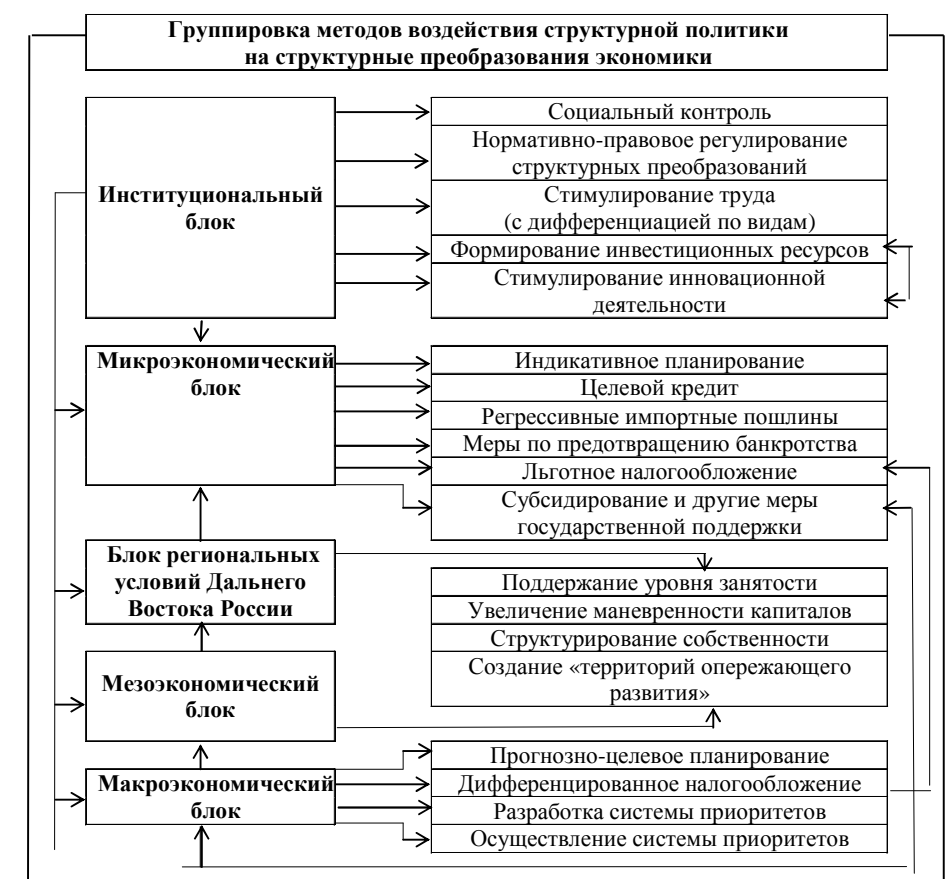 Группировка методов воздействия структурной политики
на структурные преобразования экономики
Институциональный
блок
Социальный контроль
Нормативно-правовое регулирование
структурных преобразований
Стимулирование труда
(с дифференциацией по видам)
Формирование инвестиционных ресурсов
Стимулирование инновационной
деятельности
Микроэкономический
блок
Индикативное планирование
Целевой кредит
Регрессивные импортные пошлины
Меры по предотвращению банкротства
Льготное налогообложение
Субсидирование и другие меры
государственной поддержки
Блок региональных
условий Дальнего
Востока России
Мезоэкономический
блок
Поддержание уровня занятости
Увеличение маневренности капиталов
Структурирование собственности
Создание «территорий опережающего
развития»
Макроэкономический
блок
Прогнозно-целевое планирование
Дифференцированное налогообложение
Разработка системы приоритетов
Осуществление системы приоритетов